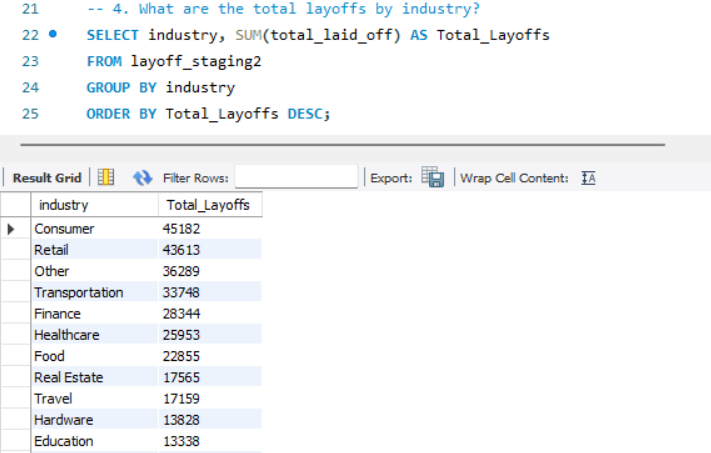 21 -- 4. What are the total layoffs by industry?
22 SELECT industry, SUM(total_laid_off) AS Total_Layoffs
23 FROM layoff_staging2
24 GROUP BY industry
25 ORDER BY Total_Layoffs DESC;
Result Grid Filter Rows: Export: Wrap Cell Content: IA
industry Total_Layoffs
Consumer 45182
Retail 43613
Other 36289
Transportation 33748
Finance 28344
Healthcare 25953
Food 22855
Real Estate 17565
Travel 17159
Hardware 13828
Education 13338